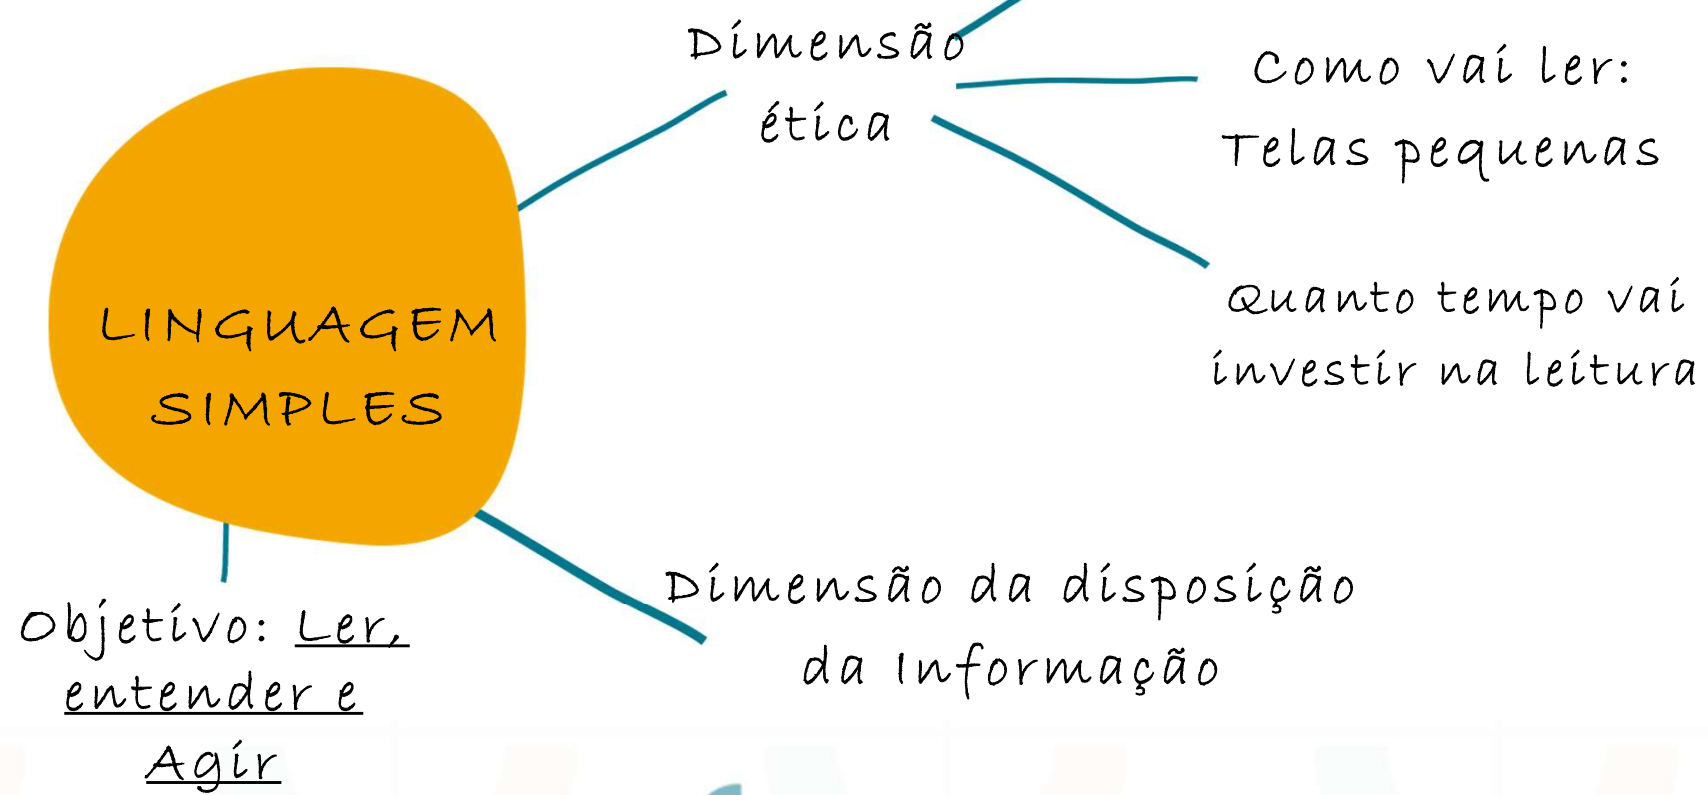 Dimensão
ética
Como vai ler:
Telas pequenas
Quanto tempo vai
investir na leitura
LINGUAGEM
SIMPLES
Dimensão da disposição
da Informação
Objetivo: Ler,
entender e
Agir